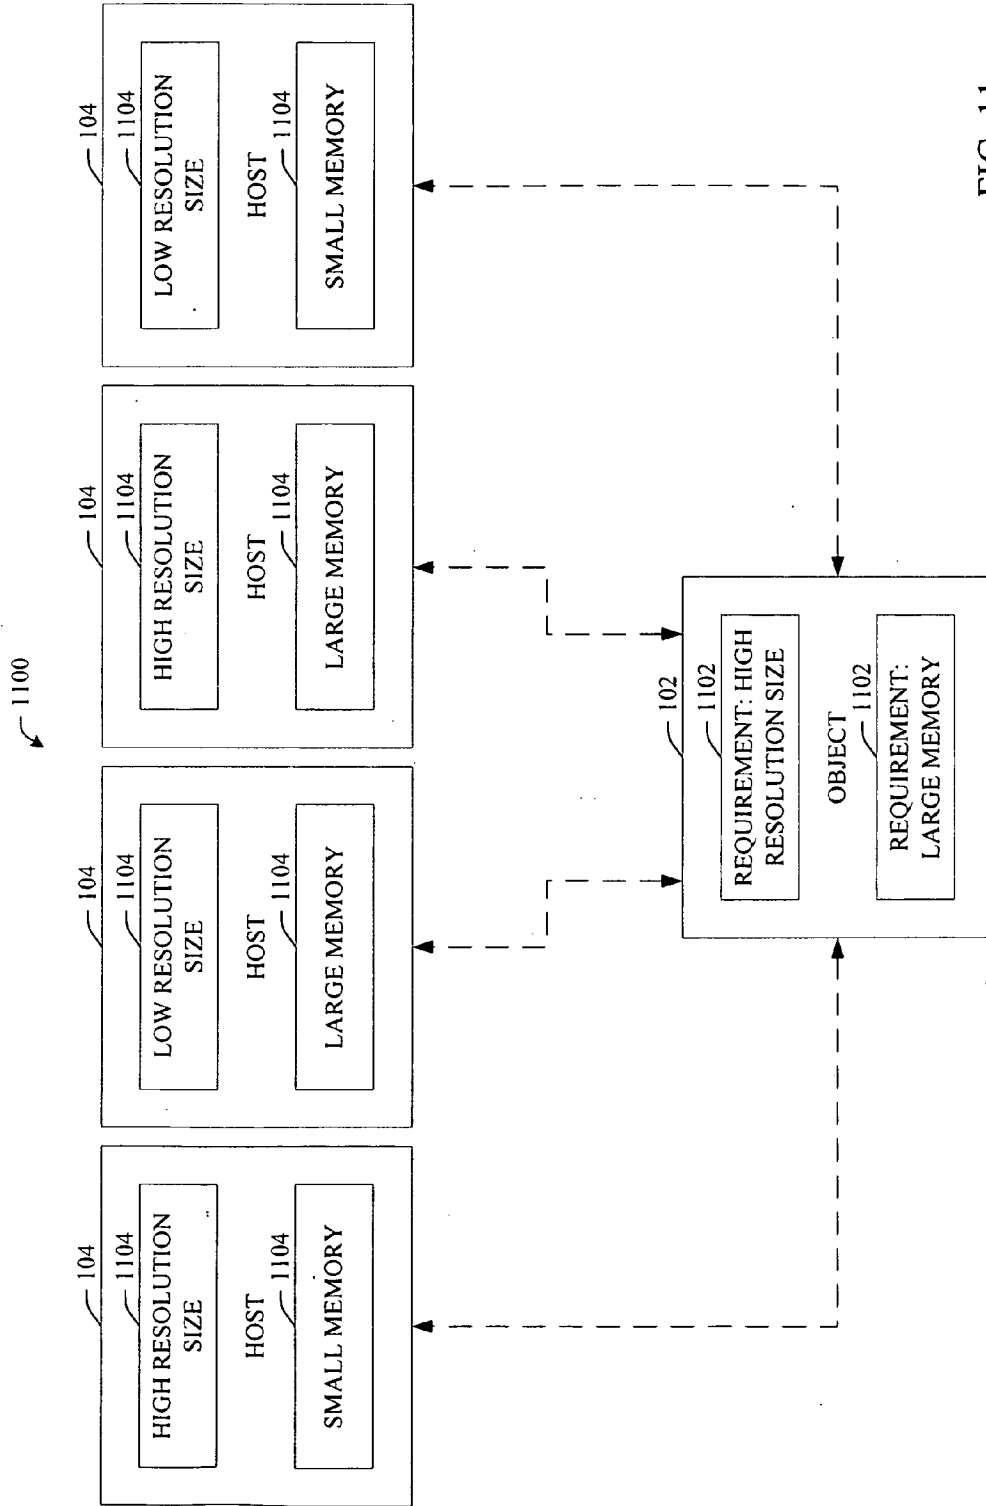 1100
104
1104
HIGH RESOLUTION
SIZE
HOST
1104
SMALL MEMORY
104
1104
LOW RESOLUTION
SIZE
HOST
1104
LARGE MEMORY
104
1104
HIGH RESOLUTION
SIZE
HOST
1104
LARGE MEMORY
104
1104
LOW RESOLUTION
SIZE
HOST
1104
SMALL MEMORY
102
1102
REQUIREMENT: HIGH
RESOLUTION SIZE
OBJECT
1102
REQUIREMENT:
LARGE MEMORY
FIG. 11